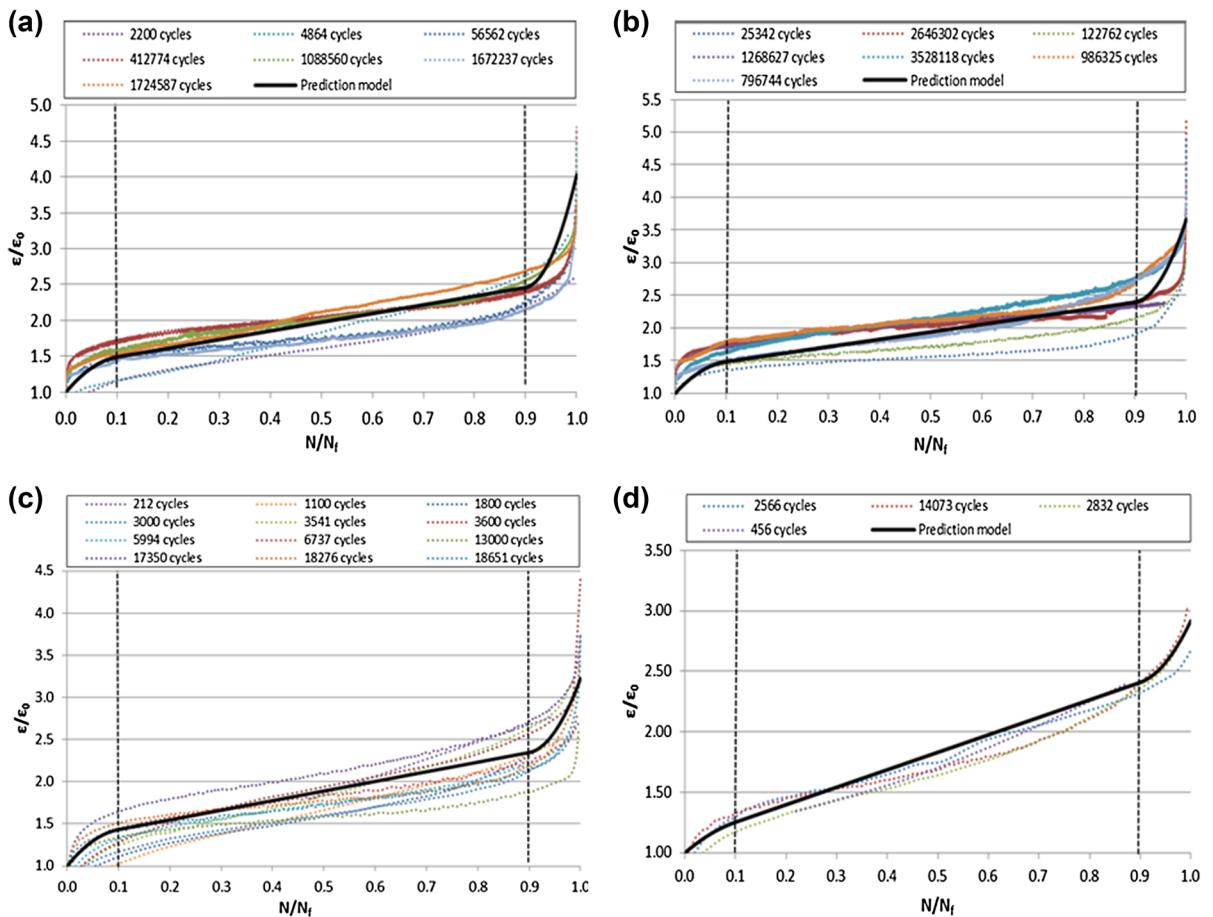 (a)
2200 cycles 4864 cycles 56562 cycles
412774 cycles 1088560 cycles 1672237 cycles
1724587 cycles Prediction model
5.0
4.5
4.0
3.5
3.0
2.5
2.0
1.5
1.0
ε/ε0
0.0 0.1 0.2 0.3 0.4 0.5 0.6 0.7 0.8 0.9 1.0
N/Nf
(b)
25342 cycles 2646302 cycles 122762 cycles
1268627 cycles 3528118 cycles 986325 cycles
796744 cycles Prediction model
5.5
5.0
4.5
4.0
3.5
3.0
2.5
2.0
1.5
1.0
ε/ε0
0.0 0.1 0.2 0.3 0.4 0.5 0.6 0.7 0.8 0.9 1.0
N/Nf
(c)
212 cycles 1100 cycles 1800 cycles
3000 cycles 3541 cycles 3600 cycles
5994 cycles 6737 cycles 13000 cycles
17350 cycles 18276 cycles 18651 cycles
4.5
4.0
3.5
3.0
2.5
2.0
1.5
1.0
ε/ε0
0.0 0.1 0.2 0.3 0.4 0.5 0.6 0.7 0.8 0.9 1.0
N/Nf
(d)
2566 cycles 14073 cycles 2832 cycles
456 cycles Prediction model
3.50
3.00
2.50
2.00
1.50
1.00
ε/ε0
0.0 0.1 0.2 0.3 0.4 0.5 0.6 0.7 0.8 0.9 1.0
N/Nf